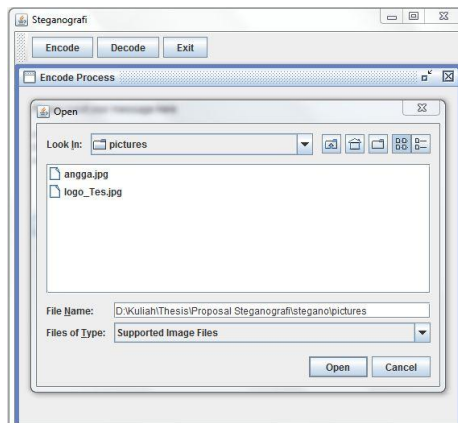 Steganografi
Encode Decode Exit
Encode Process
Open
Look In: pictures
angga.jpg
logo_Tes.jpg
File Name: D:\Kuliah\Thesis\Proposal Steganografi\stegano\pictures
Files of Type: Supported Image Files
Open Cancel